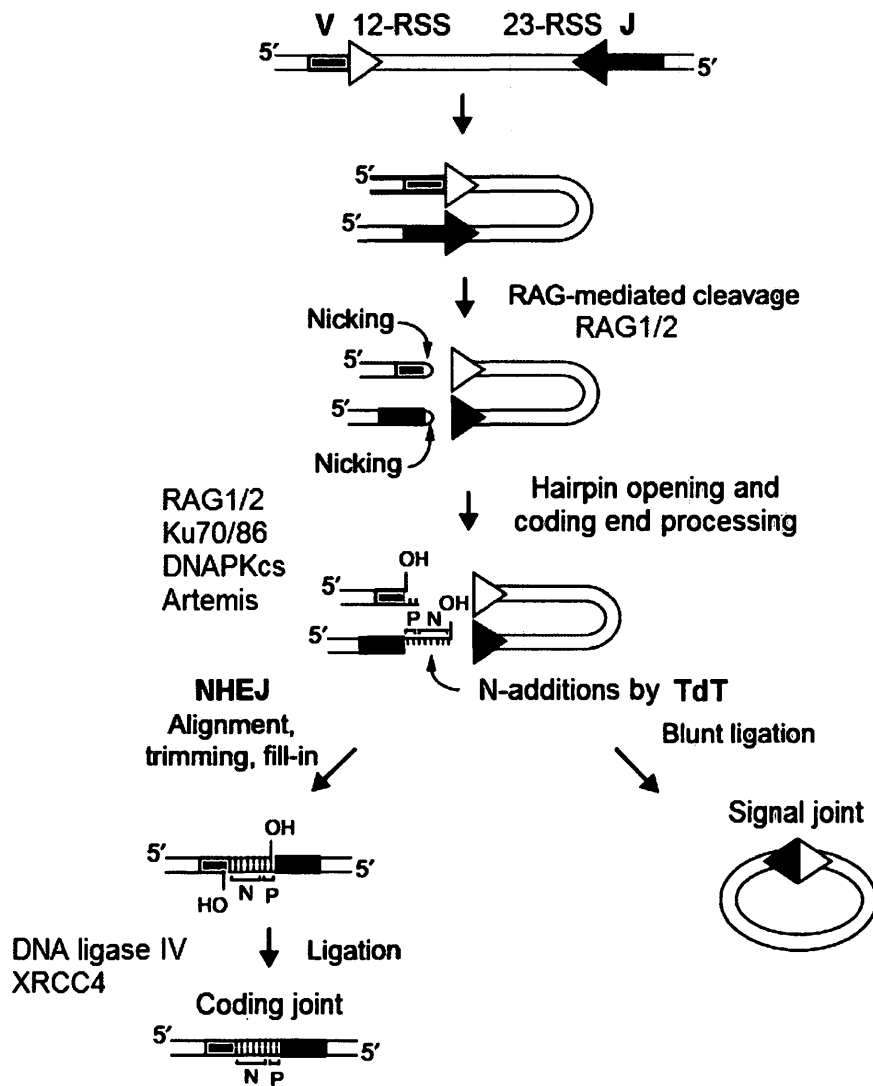 V 12-RSS 23-RSS J
5′ 5′
5′
5′
RAG-mediated cleavage
RAG1/2
Nicking
5′
5′
Nicking
Hairpin opening and
coding end processing
RAG1/2
Ku70/86
DNAPKcs
Artemis
OH
5′
OH
P N
5′
N-additions by TdT
NHEJ
Alignment,
trimming, fill-in
Blunt ligation
Signal joint
OH
5′ 5′
HO N P
DNA ligase IV
XRCC4
Ligation
Coding joint
5′ 5′
N P